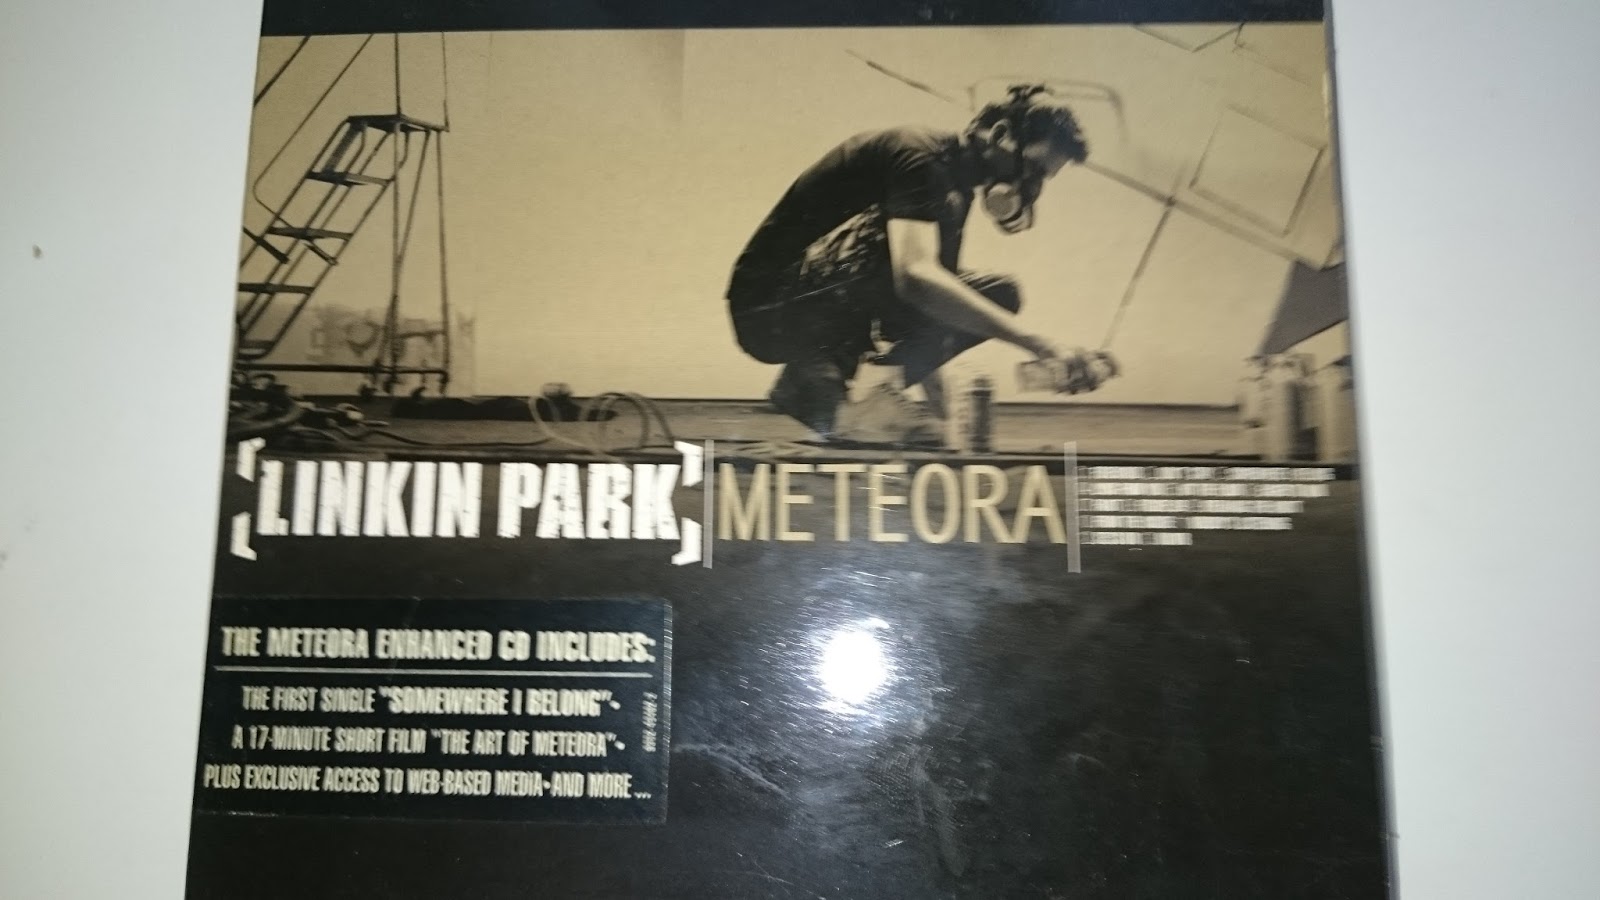 [LINKIN PARK] METEORA
THE METEORA ENHANCED CD INCLUDES:
THE FIRST SINGLE "SOMEWHERE I BELONG"•
A 17-MINUTE SHORT FILM "THE ART OF METEORA"•
PLUS EXCLUSIVE ACCESS TO WEB-BASED MEDIA•AND MORE ...